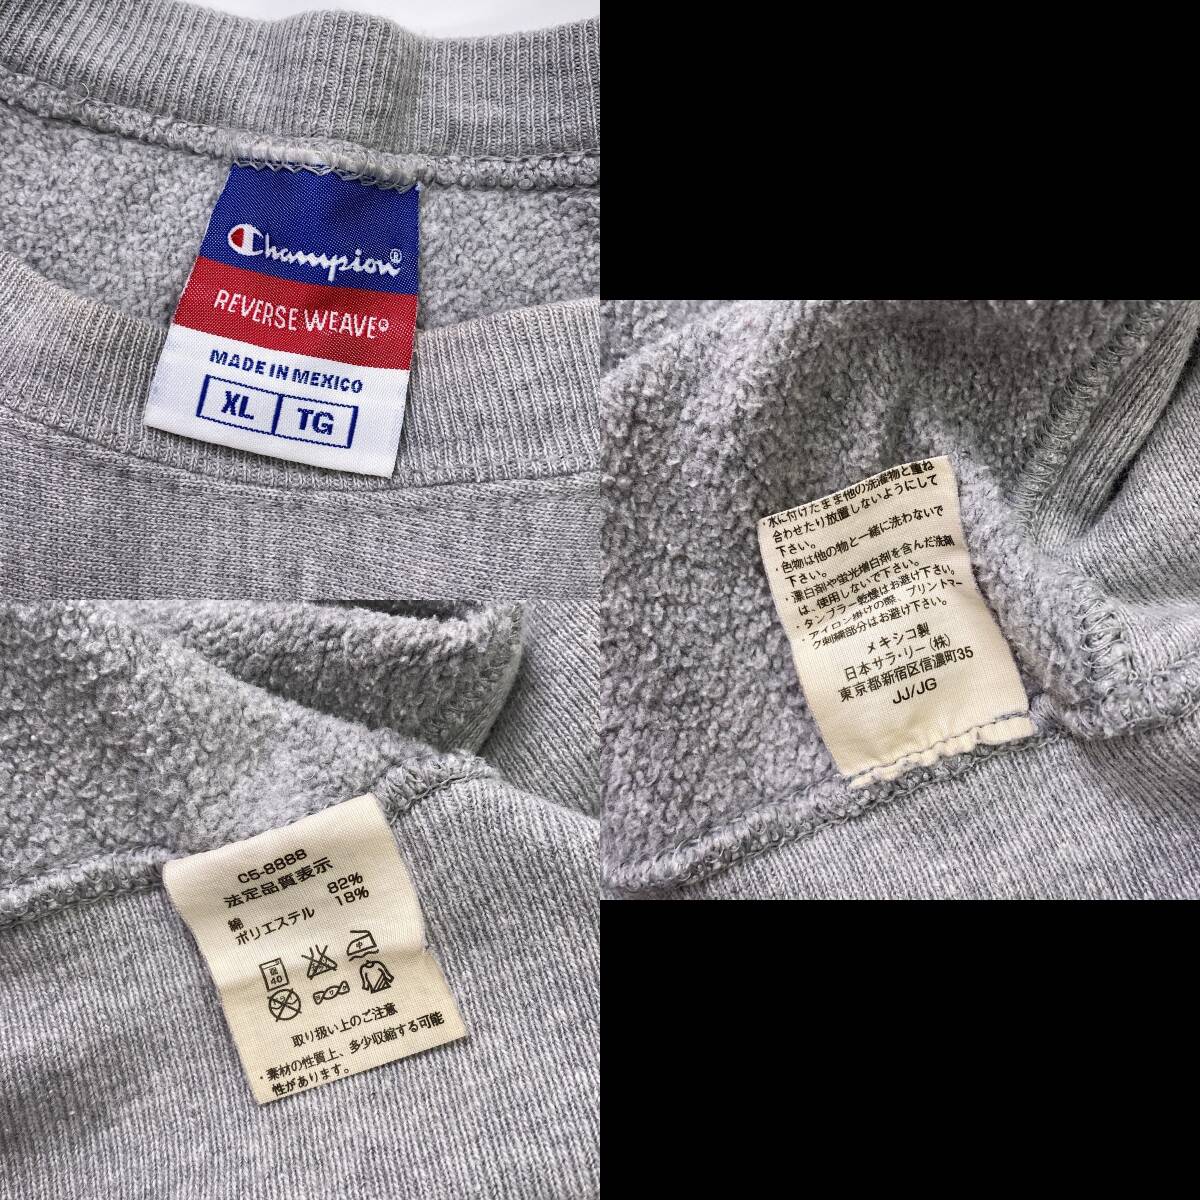 Champion®
REVERSE WEAVE®
MADE IN MEXICO
XL TG
・水に付けたまま他の洗濯物と重ね
合わせたり放置しないようにして
下さい。
・色物は他の物と一緒に洗わないで
下さい。
・漂白剤や蛍光増白剤を含んだ洗剤
は、使用しないで下さい。
・タンブラー乾燥はお避け下さい。
・アイロン掛けの際、プリントマー
ク刺繍部分はお避け下さい。
メキシコ製
日本サラ・リー(株)
東京都新宿区信濃町35
JJ/JG
C5-8888
法定品質表示
綿 82%
ポリエステル 18%
40
中
取り扱い上のご注意
・素材の性質上、多少収縮する可能
性があります。